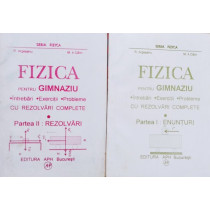 SERIA FIZICA
FIZICA
PENTRU GIMNAZIU
•Întrebări •Exerciții •Probleme
CU REZOLVĂRI COMPLETE
Partea II : REZOLVĂRI
EDITURA APH București
SERIA FIZICA
FIZICA
PENTRU GIMNAZIU
•Întrebări •Exerciții •Probleme
CU REZOLVĂRI COMPLETE
Partea I : ENUNȚURI
EDITURA APH București